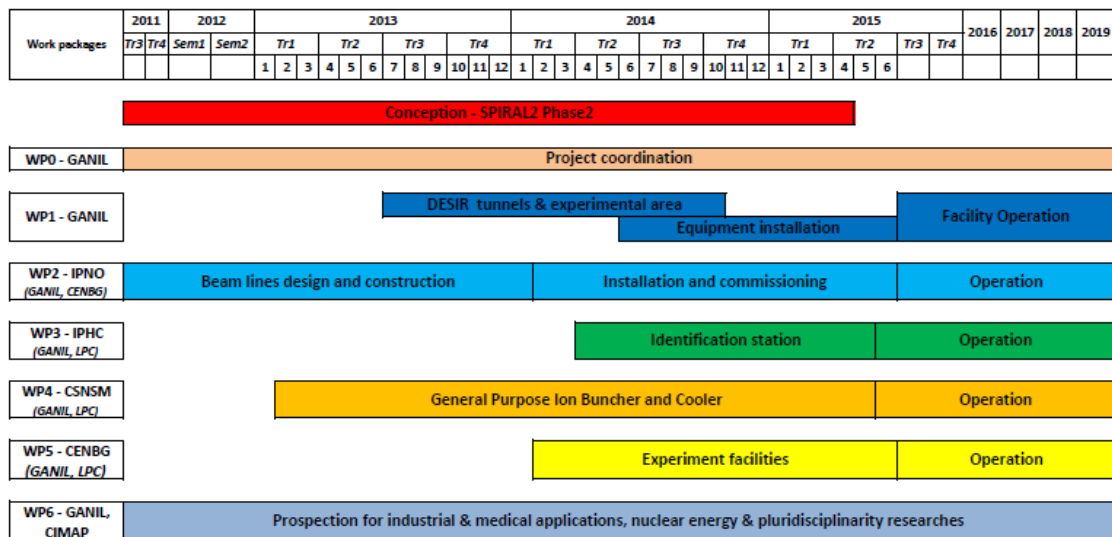 2011 2012 2013 2014 2015
Work packages Tr3 Tr4 Sem1 Sem2 Tr1 Tr2 Tr3 Tr4 Tr1 Tr2 Tr3 Tr4 Tr1 Tr2 Tr3 Tr4 2016 2017 2018 2019
1 2 3 4 5 6 7 8 9 10 11 12 1 2 3 4 5 6 7 8 9 10 11 12 1 2 3 4 5 6
Conception - SPIRAL2 Phase2
WP0 - GANIL Project coordination
WP1 - GANIL
DESIR tunnels & experimental area
Equipment installation
Facility Operation
WP2 - IPNO
(GANIL, CENBG)
Beam lines design and construction Installation and commissioning Operation
WP3 - IPHC
(GANIL, LPC)
Identification station Operation
WP4 - CSNSM
(GANIL, LPC)
General Purpose Ion Buncher and Cooler Operation
WP5 - CENBG
(GANIL, LPC)
Experiment facilities Operation
WP6 - GANIL,
CIMAP
Prospection for industrial & medical applications, nuclear energy & pluridisciplinarity researches